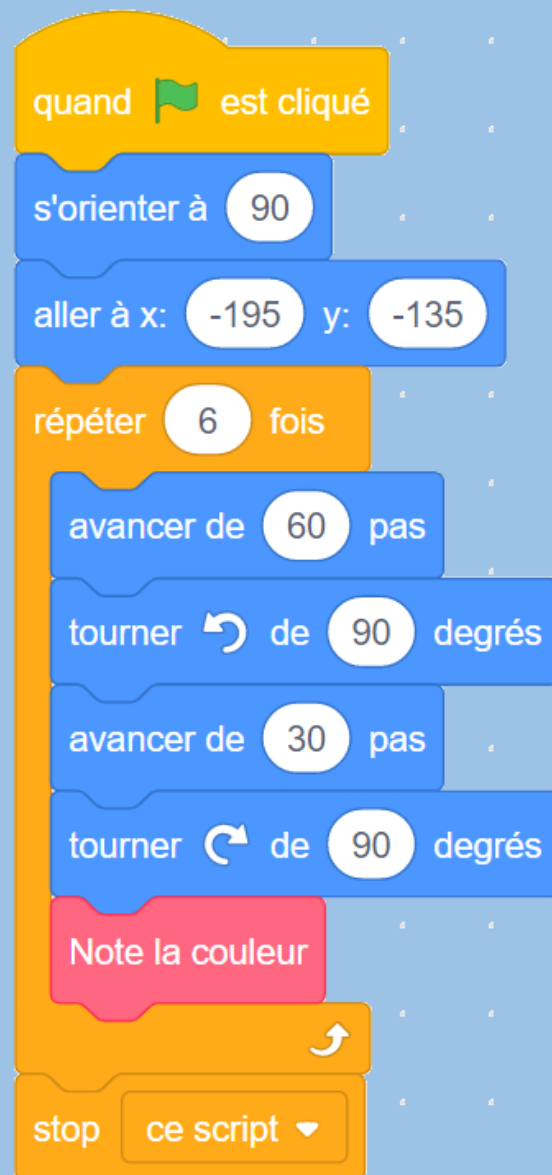 quand est cliqué
s'orienter à 90
aller à x: -195 y: -135
répéter 6 fois
avancer de 60 pas
tourner de 90 degrés
avancer de 30 pas
tourner de 90 degrés
Note la couleur
stop ce script